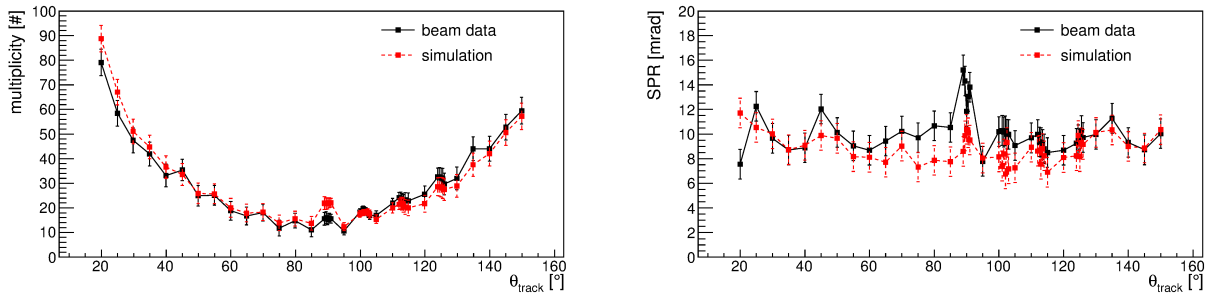 multiplicity [#]
100
90
80
70
60
50
40
30
20
10
0
beam data
simulation
20 40 60 80 100 120 140 160
θtrack [°]
SPR [mrad]
20
18
16
14
12
10
8
6
4
2
0
beam data
simulation
20 40 60 80 100 120 140 160
θtrack [°]